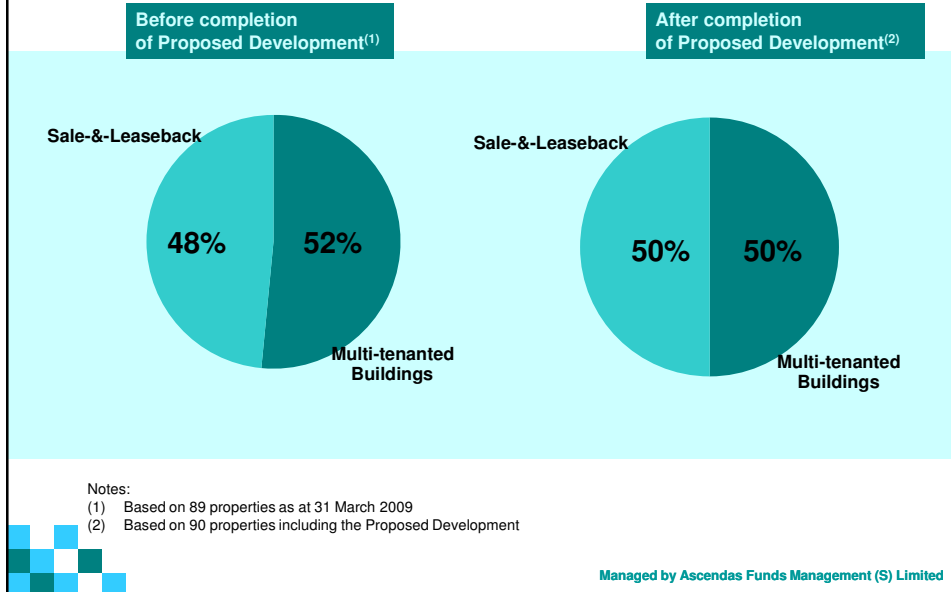 Before completion
of Proposed Development(1)
After completion
of Proposed Development(2)
Sale-&-Leaseback
48%
52%
Multi-tenanted
Buildings
Sale-&-Leaseback
50%
50%
Multi-tenanted
Buildings
Notes:
(1) Based on 89 properties as at 31 March 2009
(2) Based on 90 properties including the Proposed Development
Managed by Ascendas Funds Management (S) Limited